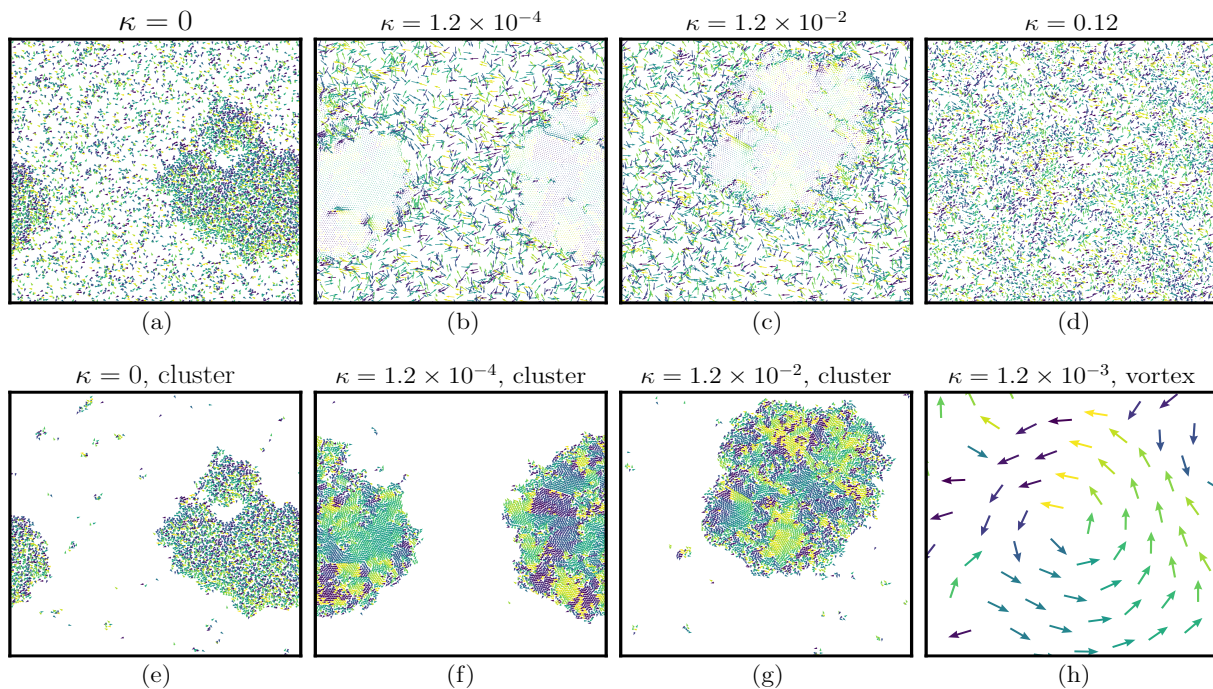 κ = 0
κ = 1.2 × 10⁻⁴
κ = 1.2 × 10⁻²
κ = 0.12
(a)
(b)
(c)
(d)
κ = 0, cluster
κ = 1.2 × 10⁻⁴, cluster
κ = 1.2 × 10⁻², cluster
κ = 1.2 × 10⁻³, vortex
(e)
(f)
(g)
(h)